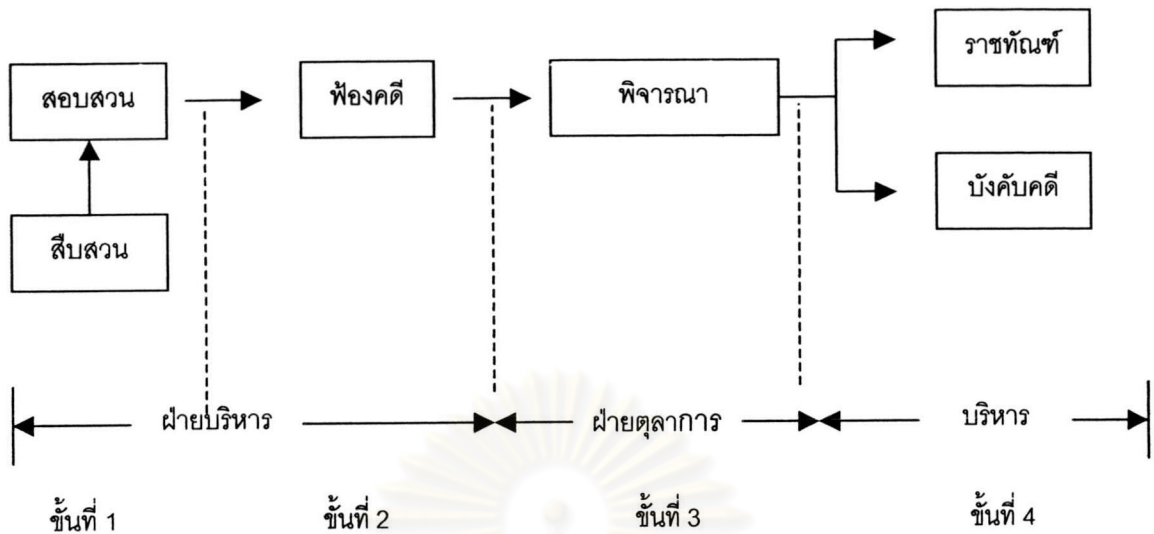 ราชทัณฑ์
สอบสวน
ฟ้องคดี
พิจารณา
บังคับคดี
สืบสวน
ฝ่ายบริหาร
ฝ่ายตุลาการ
บริหาร
ขั้นที่ 1
ขั้นที่ 2
ขั้นที่ 3
ขั้นที่ 4